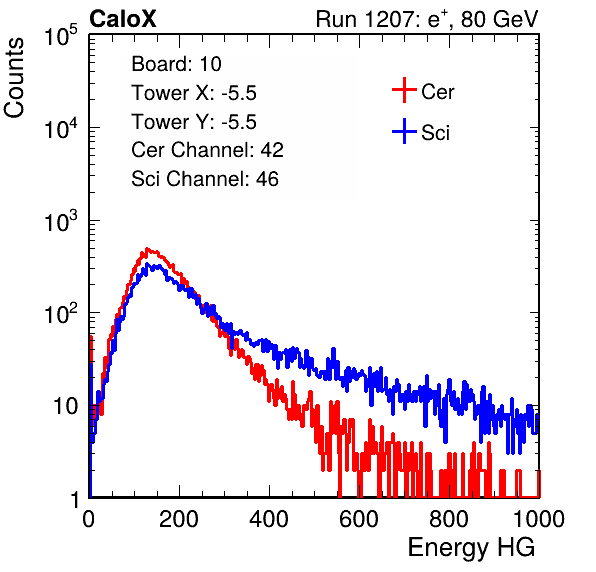 CaloX Run 1207: e⁺, 80 GeV
Counts
10⁵
10⁴
10³
10²
10
1
Board: 10
Tower X: -5.5
Tower Y: -5.5
Cer Channel: 42
Sci Channel: 46
Cer
Sci
0 200 400 600 800 1000
Energy HG